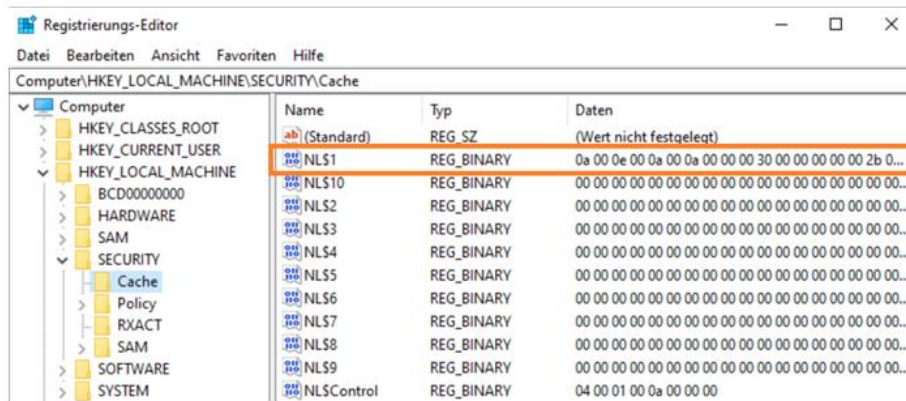 Registrierungs-Editor
Datei Bearbeiten Ansicht Favoriten Hilfe
Computer\HKEY_LOCAL_MACHINE\SECURITY\Cache
Computer
HKEY_CLASSES_ROOT
HKEY_CURRENT_USER
HKEY_LOCAL_MACHINE
BCD00000000
HARDWARE
SAM
SECURITY
Cache
Policy
RXACT
SAM
SOFTWARE
SYSTEM
Name Typ Daten
(Standard) REG_SZ (Wert nicht festgelegt)
NL$1 REG_BINARY 0a 00 0e 00 0a 00 0a 00 00 00 30 00 00 00 00 00 2b 0...
NL$10 REG_BINARY 00 00 00 00 00 00 00 00 00 00 00 00 00 00 00 00 00 00...
NL$2 REG_BINARY 00 00 00 00 00 00 00 00 00 00 00 00 00 00 00 00 00 00...
NL$3 REG_BINARY 00 00 00 00 00 00 00 00 00 00 00 00 00 00 00 00 00 00...
NL$4 REG_BINARY 00 00 00 00 00 00 00 00 00 00 00 00 00 00 00 00 00 00...
NL$5 REG_BINARY 00 00 00 00 00 00 00 00 00 00 00 00 00 00 00 00 00 00...
NL$6 REG_BINARY 00 00 00 00 00 00 00 00 00 00 00 00 00 00 00 00 00 00...
NL$7 REG_BINARY 00 00 00 00 00 00 00 00 00 00 00 00 00 00 00 00 00 00...
NL$8 REG_BINARY 00 00 00 00 00 00 00 00 00 00 00 00 00 00 00 00 00 00...
NL$9 REG_BINARY 00 00 00 00 00 00 00 00 00 00 00 00 00 00 00 00 00 00...
NL$Control REG_BINARY 04 00 01 00 0a 00 00 00